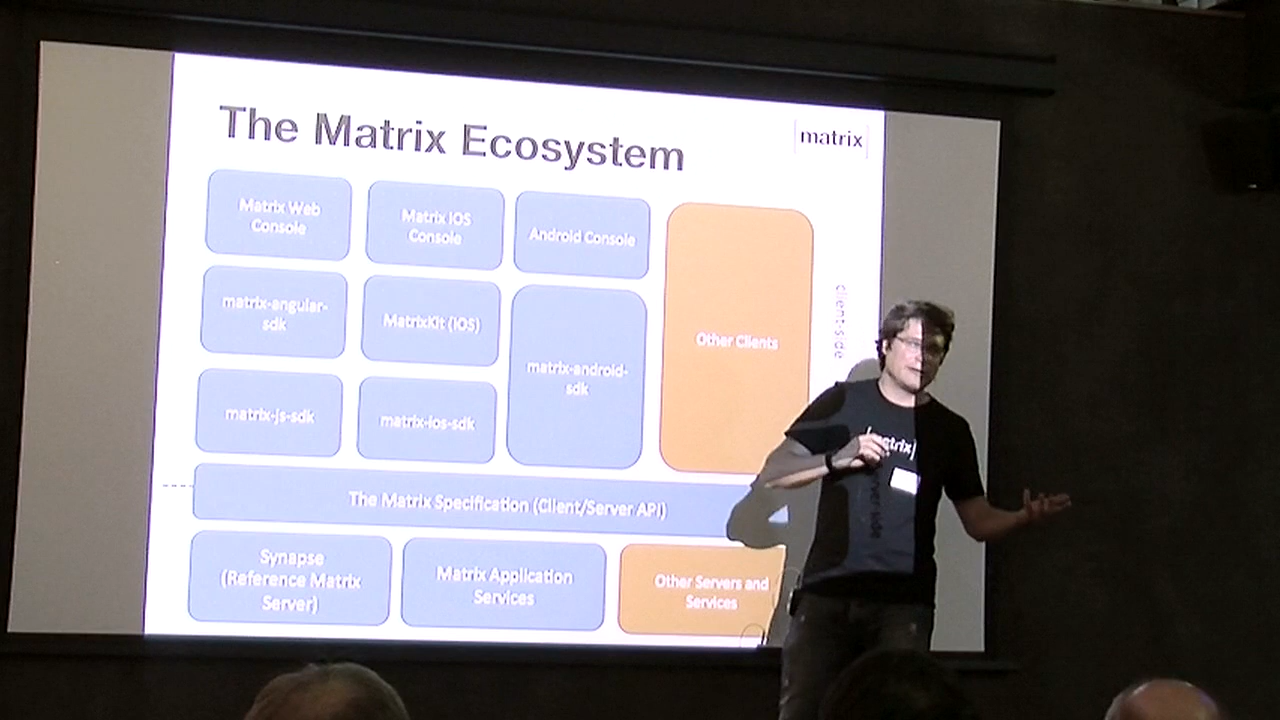 The Matrix Ecosystem
[matrix]
Matrix Web
Console
Matrix iOS
Console
Android Console
Other Clients
matrix-angular-
sdk
MatrixKit (iOS)
matrix-android-
sdk
matrix-js-sdk
matrix-ios-sdk
client-side
The Matrix Specification (Client/Server API)
server side
Synapse
(Reference Matrix
Server)
Matrix Application
Services
Other Servers and
Services